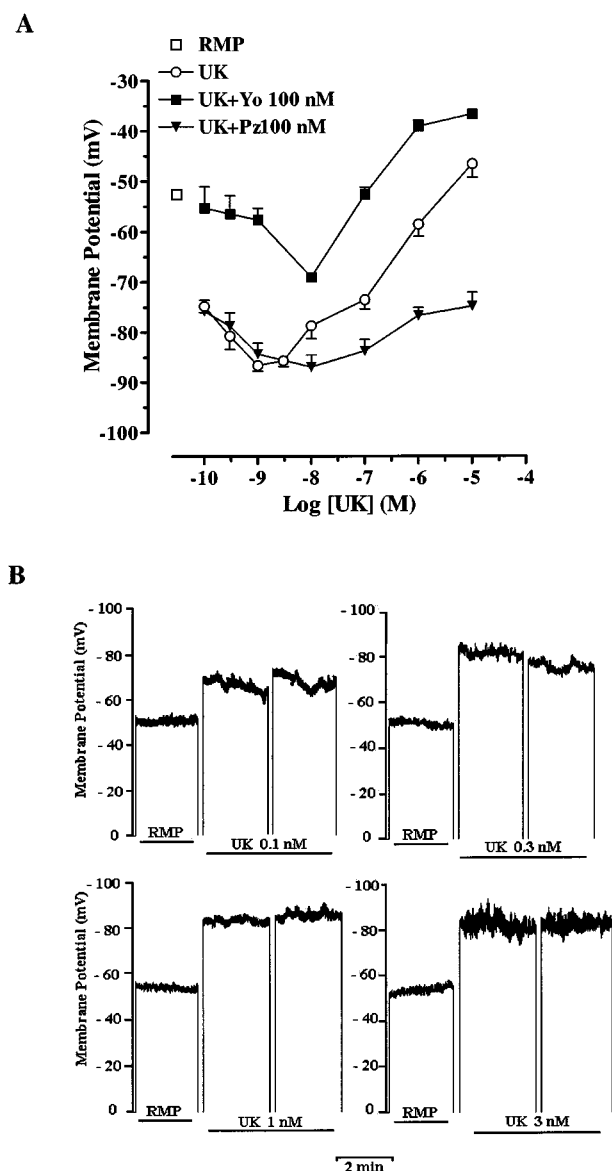 A
RMP
UK
UK+Yo 100 nM
UK+Pz100 nM
-30
-40
-50
-60
-70
-80
-90
-100
Membrane Potential (mV)
-10 -9 -8 -7 -6 -5 -4
Log [UK] (M)
B
Membrane Potential (mV)
- 100
- 80
- 60
- 40
- 20
0
RMP
UK 0.1 nM
- 100
- 80
- 60
- 40
- 20
0
RMP
UK 0.3 nM
Membrane Potential (mV)
- 100
- 80
- 60
- 40
- 20
0
RMP
UK 1 nM
- 100
- 80
- 60
- 40
- 20
0
RMP
UK 3 nM
2 min